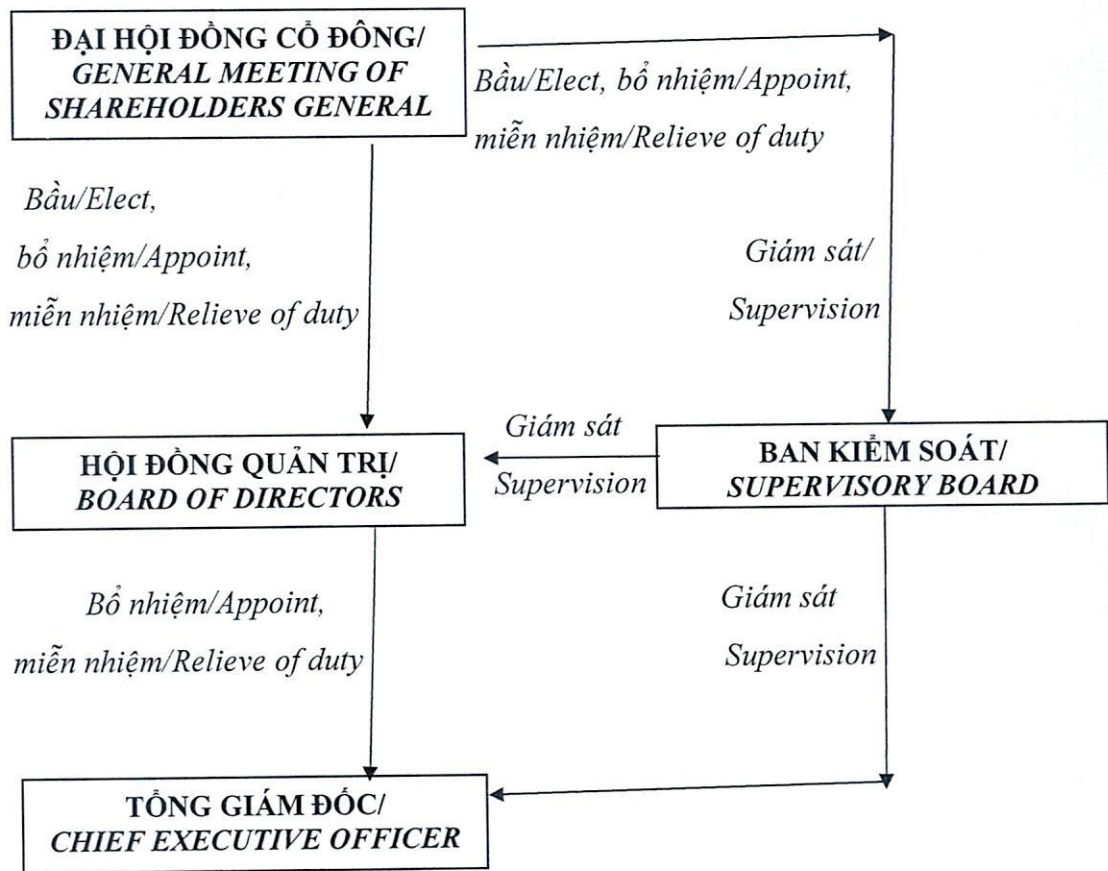 ĐẠI HỘI ĐỒNG CỔ ĐÔNG/
GENERAL MEETING OF
SHAREHOLDERS GENERAL
Bầu/Elect, bổ nhiệm/Appoint,
miễn nhiệm/Relieve of duty
Bầu/Elect,
bổ nhiệm/Appoint,
miễn nhiệm/Relieve of duty
Giám sát/
Supervision
HỘI ĐỒNG QUẢN TRỊ/
BOARD OF DIRECTORS
Giám sát
Supervision
BAN KIỂM SOÁT/
SUPERVISORY BOARD
Bổ nhiệm/Appoint,
miễn nhiệm/Relieve of duty
Giám sát
Supervision
TỔNG GIÁM ĐỐC/
CHIEF EXECUTIVE OFFICER